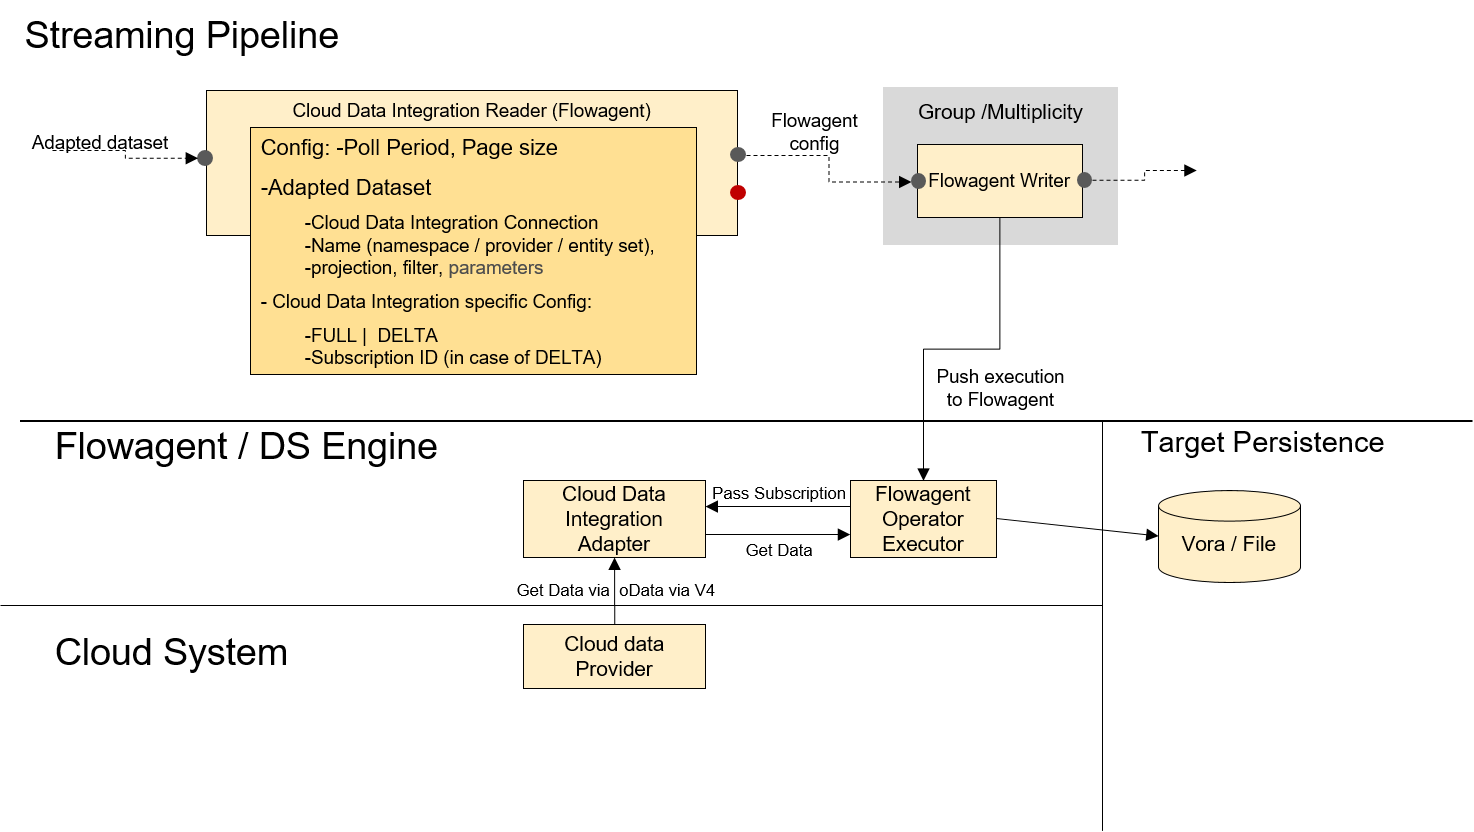 Streaming Pipeline
Adapted dataset
Cloud Data Integration Reader (Flowagent)
Config: -Poll Period, Page size
-Adapted Dataset
-Cloud Data Integration Connection
-Name (namespace / provider / entity set),
-projection, filter, parameters
- Cloud Data Integration specific Config:
-FULL | DELTA
-Subscription ID (in case of DELTA)
Flowagent
config
Group /Multiplicity
Flowagent Writer
Push execution
to Flowagent
Flowagent / DS Engine
Cloud Data
Integration
Adapter
Pass Subscription
Get Data
Flowagent
Operator
Executor
Get Data via oData via V4
Target Persistence
Vora / File
Cloud System
Cloud data
Provider